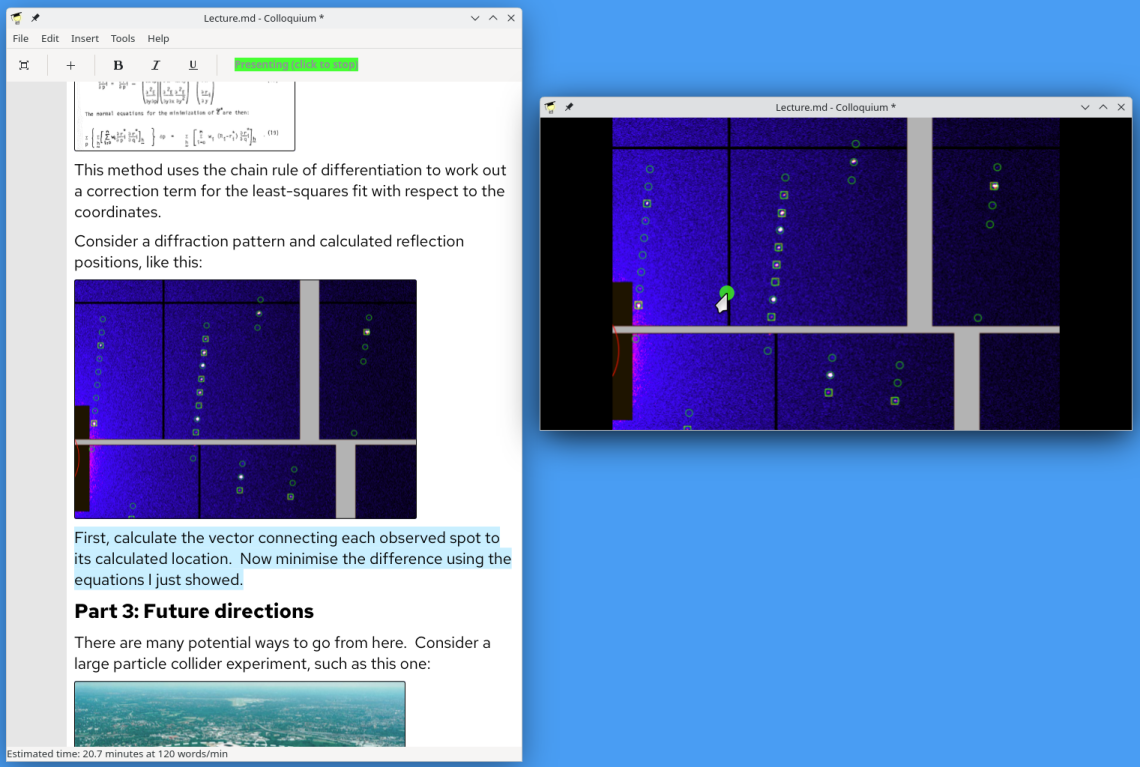 Lecture.md - Colloquium *
File Edit Insert Tools Help
+ B I U Presenting (click to stop)
The normal equations for the minimization of are then:
(19)
This method uses the chain rule of differentiation to work out
a correction term for the least-squares fit with respect to the
coordinates.
Consider a diffraction pattern and calculated reflection
positions, like this:
First, calculate the vector connecting each observed spot to
its calculated location. Now minimise the difference using the
equations I just showed.
Part 3: Future directions
There are many potential ways to go from here. Consider a
large particle collider experiment, such as this one:
Estimated time: 20.7 minutes at 120 words/min
Lecture.md - Colloquium *